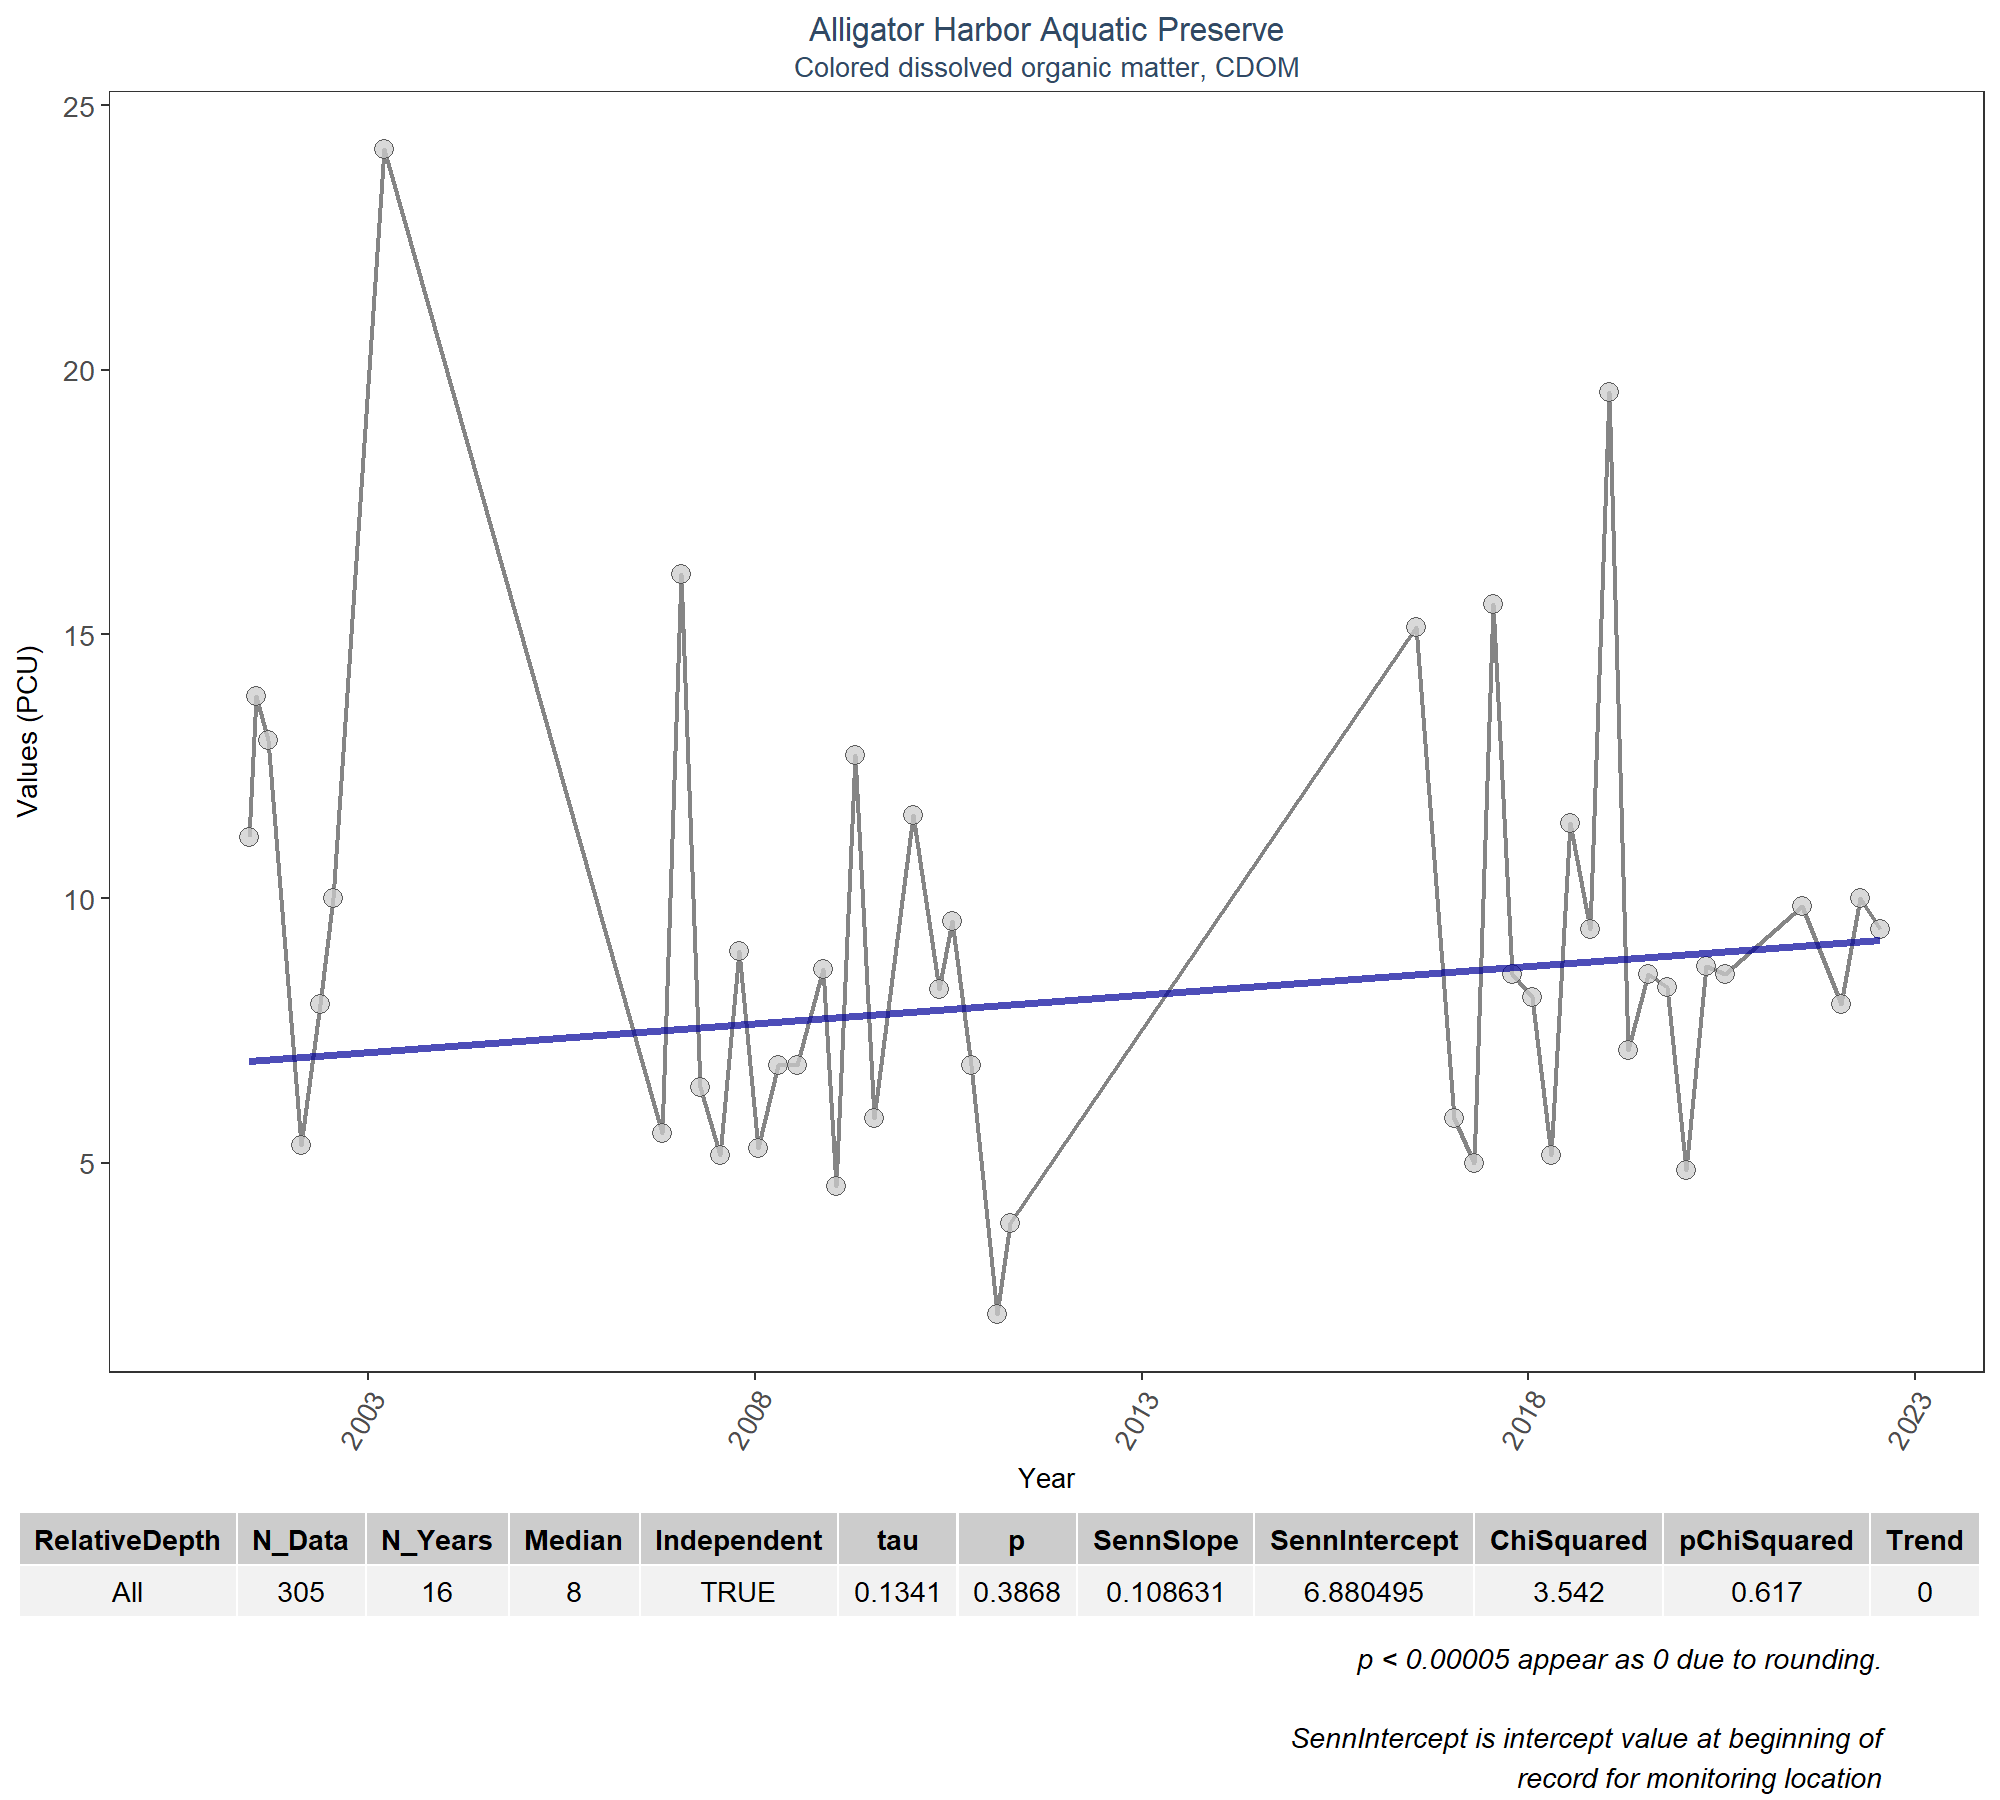 Alligator Harbor Aquatic Preserve
Colored dissolved organic matter, CDOM
25
20
15
10
5
Values (PCU)
2003
2008
2013
2018
2023
Year
RelativeDepth N_Data N_Years Median Independent tau p SennSlope SennIntercept ChiSquared pChiSquared Trend
All 305 16 8 TRUE 0.1341 0.3868 0.108631 6.880495 3.542 0.617 0
p < 0.00005 appear as 0 due to rounding.
SennIntercept is intercept value at beginning of
record for monitoring location